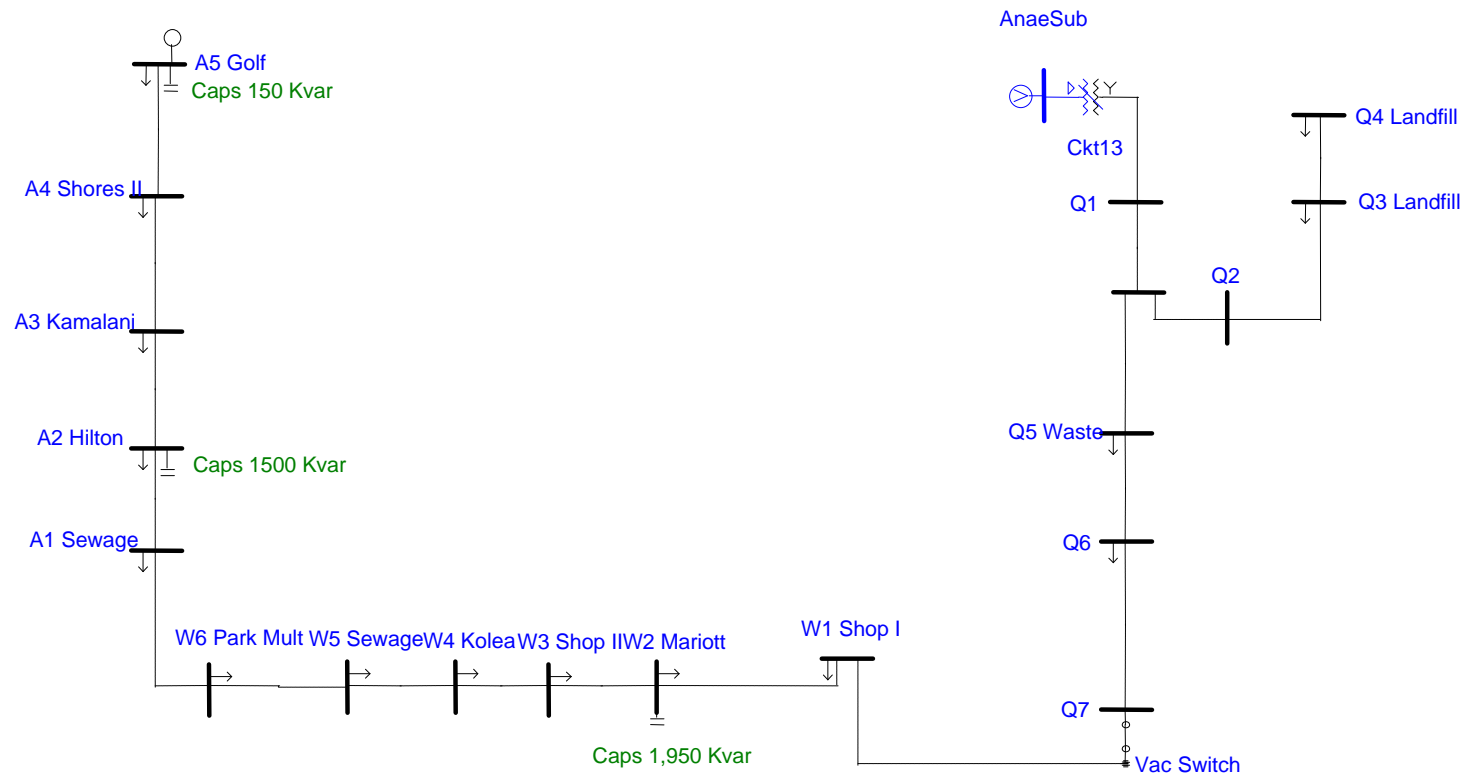 AnaeSub
A5 Golf
Caps 150 Kvar
D
Y
Q4 Landfill
Ckt13
A4 Shores II
Q1
Q3 Landfill
Q2
A3 Kamalani
Q5 Waste
A2 Hilton
Caps 1500 Kvar
A1 Sewage
Q6
W6 Park Mult
W5 Sewage
W4 Kolea
W3 Shop II
W2 Mariott
W1 Shop I
Q7
Caps 1,950 Kvar
Vac Switch